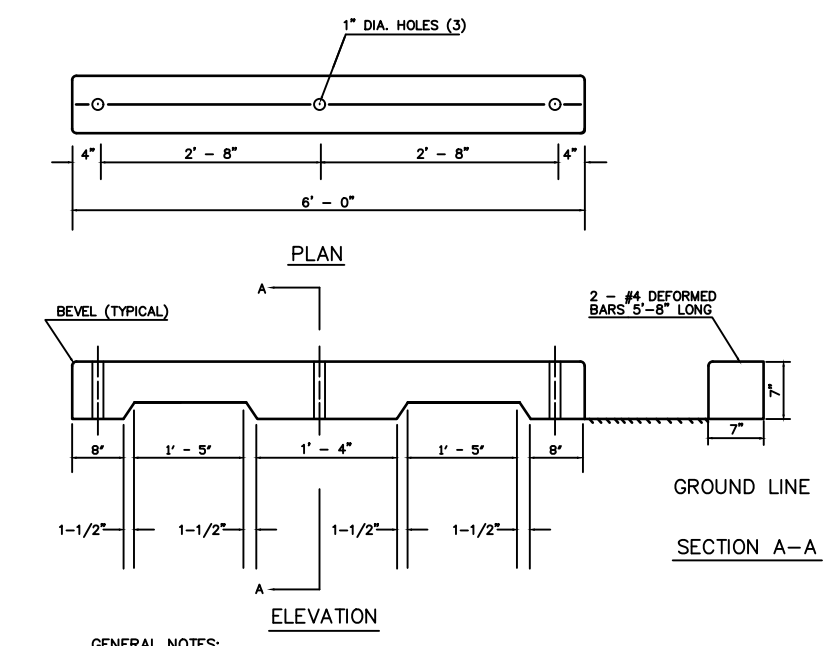 1" DIA. HOLES (3)
4" 2' - 8" 2' - 8" 4"
6' - 0"
PLAN
A
BEVEL (TYPICAL)
2 - #4 DEFORMED
BARS 5'-8" LONG
7"
7"
8" 1' - 5" 1' - 4" 1' - 5" 8"
GROUND LINE
1-1/2" 1-1/2" 1-1/2" 1-1/2"
SECTION A-A
A
ELEVATION
GENERAL NOTES: